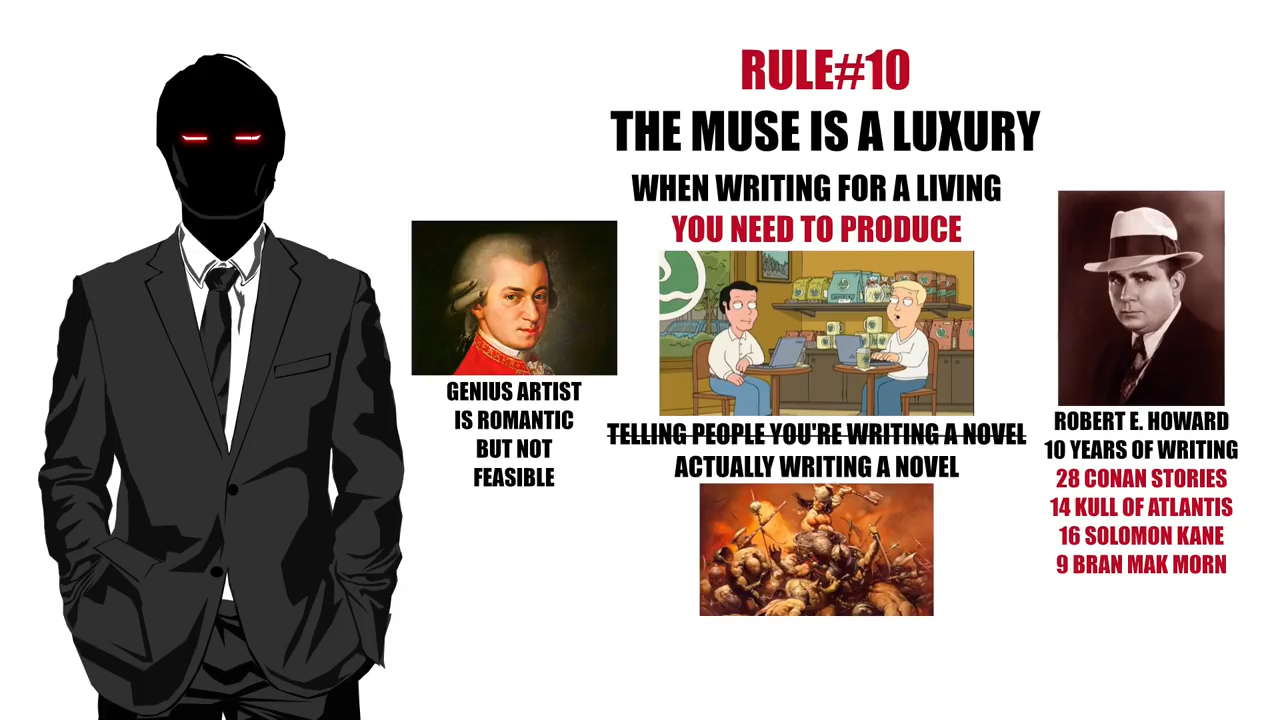 RULE#10
THE MUSE IS A LUXURY
WHEN WRITING FOR A LIVING
YOU NEED TO PRODUCE
GENIUS ARTIST
IS ROMANTIC
BUT NOT
FEASIBLE
TELLING PEOPLE YOU'RE WRITING A NOVEL
ACTUALLY WRITING A NOVEL
ROBERT E. HOWARD
10 YEARS OF WRITING
28 CONAN STORIES
14 KULL OF ATLANTIS
16 SOLOMON KANE
9 BRAN MAK MORN